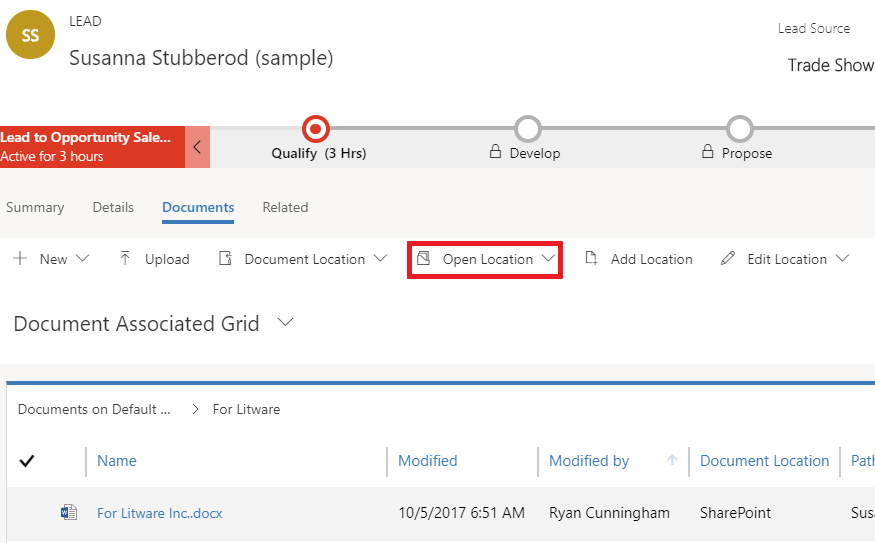 SS
LEAD
Susanna Stubberod (sample)
Lead Source
Trade Show
Lead to Opportunity Sale...
Active for 3 hours
Qualify (3 Hrs)
Develop
Propose
Summary Details Documents Related
New Upload Document Location Open Location Add Location Edit Location
Document Associated Grid
Documents on Default ... > For Litware
Name Modified Modified by Document Location Path
For Litware Inc..docx 10/5/2017 6:51 AM Ryan Cunningham SharePoint Susa